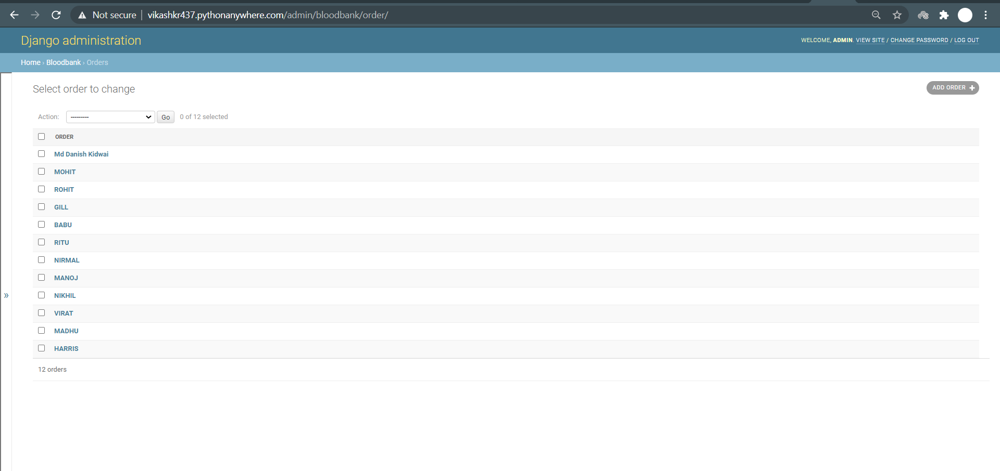 Not secure | vikashkr437.pythonanywhere.com/admin/bloodbank/order/
Django administration
WELCOME, ADMIN. VIEW SITE / CHANGE PASSWORD / LOG OUT
Home › Bloodbank › Orders
Select order to change
ADD ORDER +
Action: --------- Go 0 of 12 selected
ORDER
Md Danish Kidwai
MOHIT
ROHIT
GILL
BABU
RITU
NIRMAL
MANOJ
»
NIKHIL
VIRAT
MADHU
HARRIS
12 orders